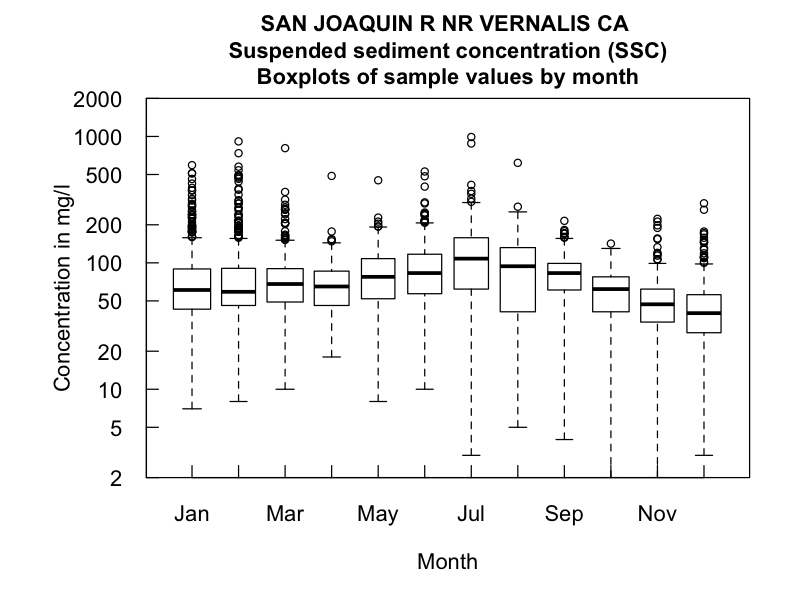 SAN JOAQUIN R NR VERNALIS CA
Suspended sediment concentration (SSC)
Boxplots of sample values by month
Concentration in mg/l
2000
1000
500
200
100
50
20
10
5
2
Jan Mar May Jul Sep Nov
Month